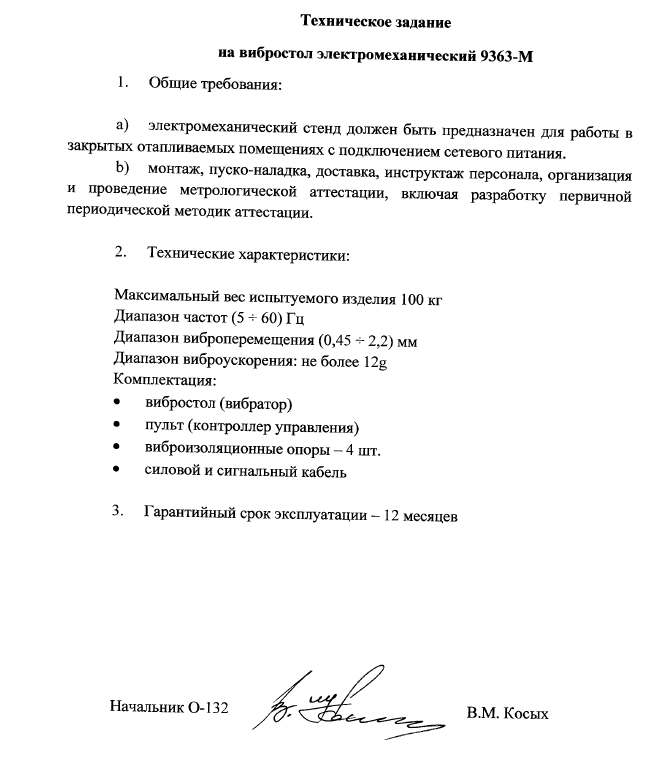 Техническое задание
на вибростол электромеханический 9363-М
1. Общие требования:
a) электромеханический стенд должен быть предназначен для работы в
закрытых отапливаемых помещениях с подключением сетевого питания.
b) монтаж, пуско-наладка, доставка, инструктаж персонала, организация
и проведение метрологической аттестации, включая разработку первичной
периодической методик аттестации.
2. Технические характеристики:
Максимальный вес испытуемого изделия 100 кг
Диапазон частот (5 ÷ 60) Гц
Диапазон виброперемещения (0,45 ÷ 2,2) мм
Диапазон виброускорения: не более 12g
Комплектация:
• вибростол (вибратор)
• пульт (контроллер управления)
• виброизоляционные опоры – 4 шт.
• силовой и сигнальный кабель
3. Гарантийный срок эксплуатации – 12 месяцев
Начальник О-132 В.М. Косых